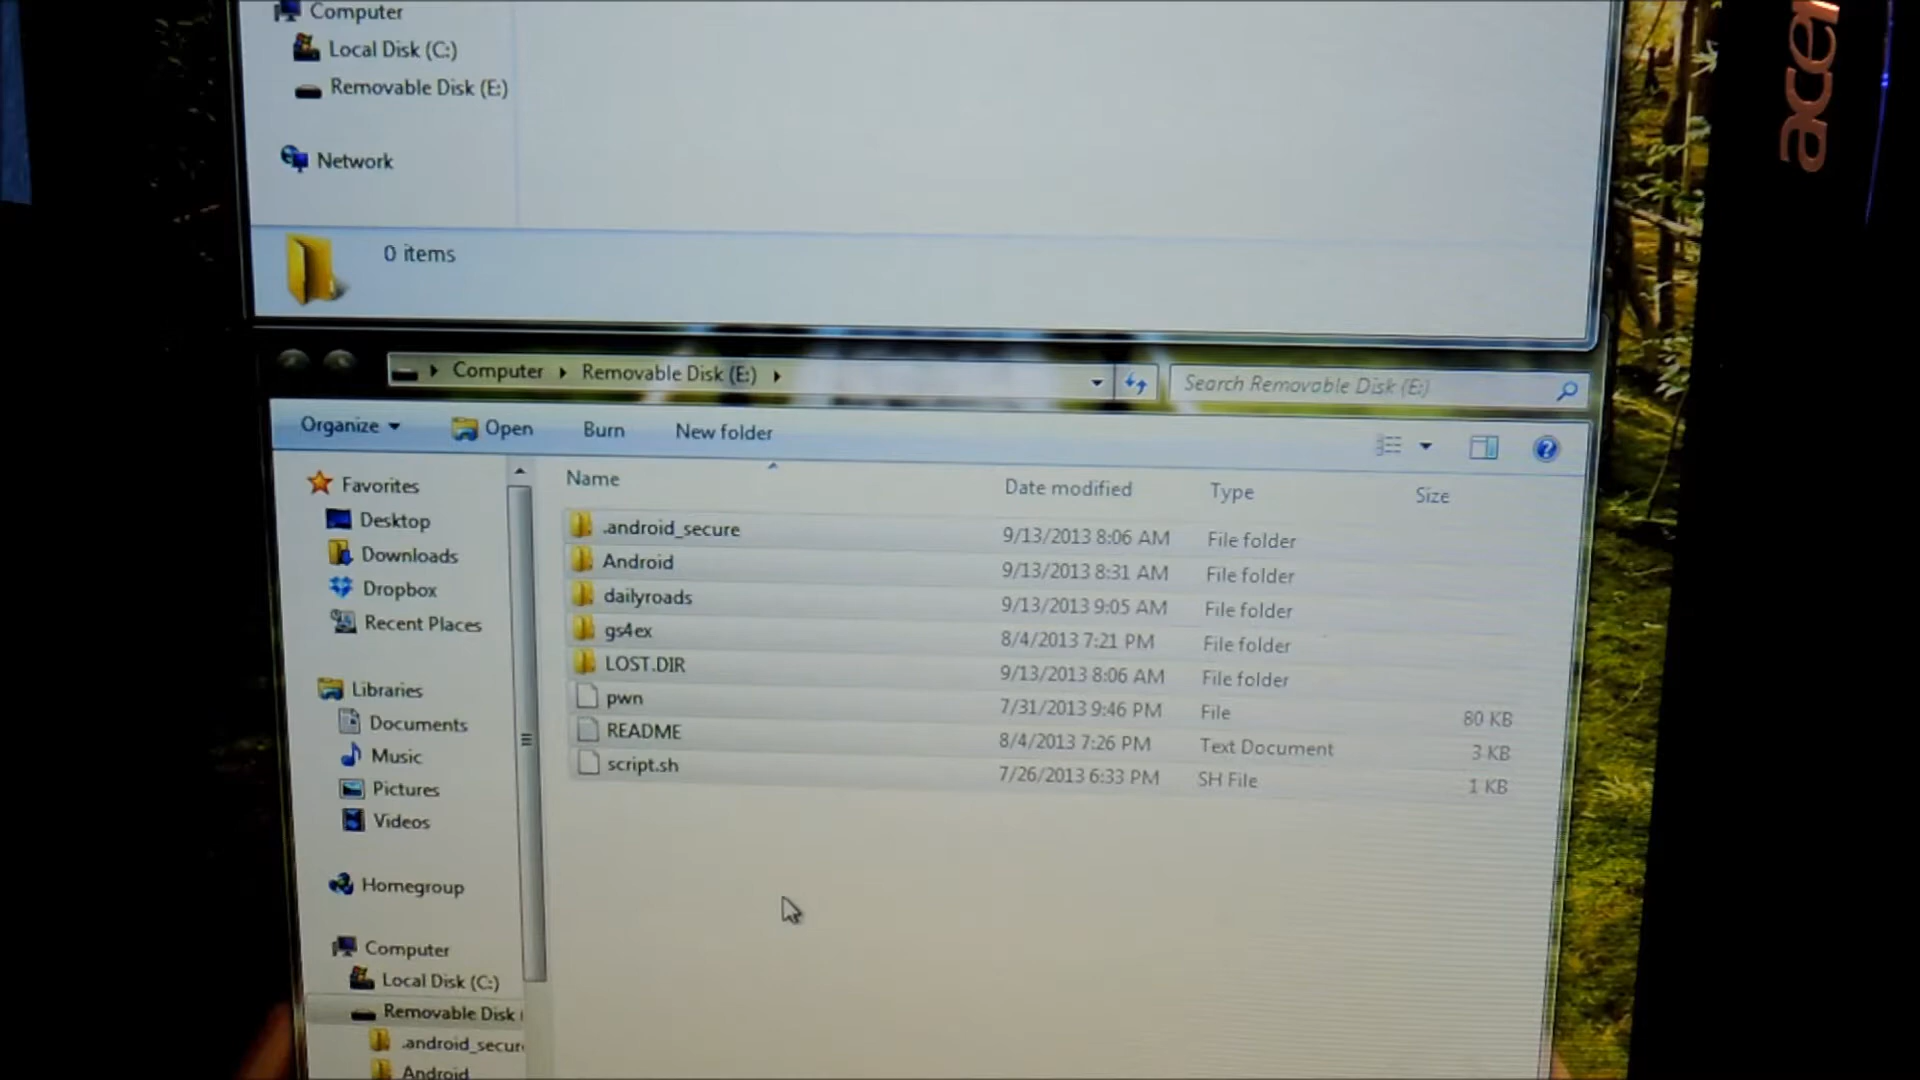 Computer
Local Disk (C:)
Removable Disk (E:)
Network
0 items
acer
Computer Removable Disk (E:) Search Removable Disk (E:)
Organize Open Burn New folder
Name Date modified Type Size
Favorites
Desktop
Downloads
Dropbox
Recent Places
Libraries
Documents
Music
Pictures
Videos
Homegroup
Computer
Local Disk (C:)
Removable Disk
.android_secur
Android
.android_secure 9/13/2013 8:06 AM File folder
Android 9/13/2013 8:31 AM File folder
dailyroads 9/13/2013 9:05 AM File folder
gs4ex 8/4/2013 7:21 PM File folder
LOST.DIR 9/13/2013 8:06 AM File folder
pwn 7/31/2013 9:46 PM File 80 KB
README 8/4/2013 7:26 PM Text Document 3 KB
script.sh 7/26/2013 6:33 PM SH File 1 KB